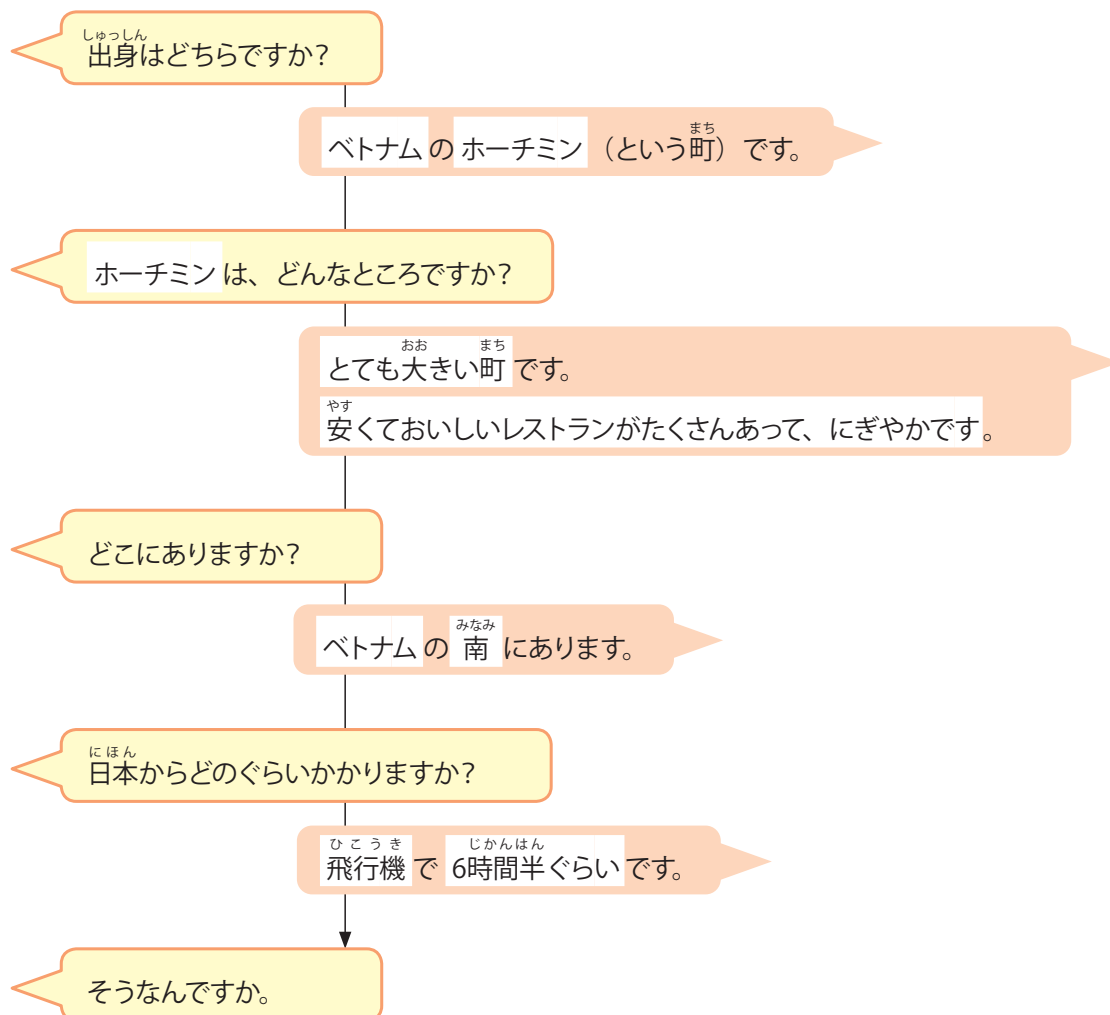 しゅっしん
出身はどちらですか？
まち
ベトナムのホーチミン（という町）です。
ホーチミンは、どんなところですか？
おお まち
とても大きい町です。
やす
安くておいしいレストランがたくさんあって、にぎやかです。
どこにありますか？
みなみ
ベトナムの南にあります。
にほん
日本からどのぐらいかかりますか？
ひこうき じかんはん
飛行機で6時間半ぐらいです。
そうなんですか。